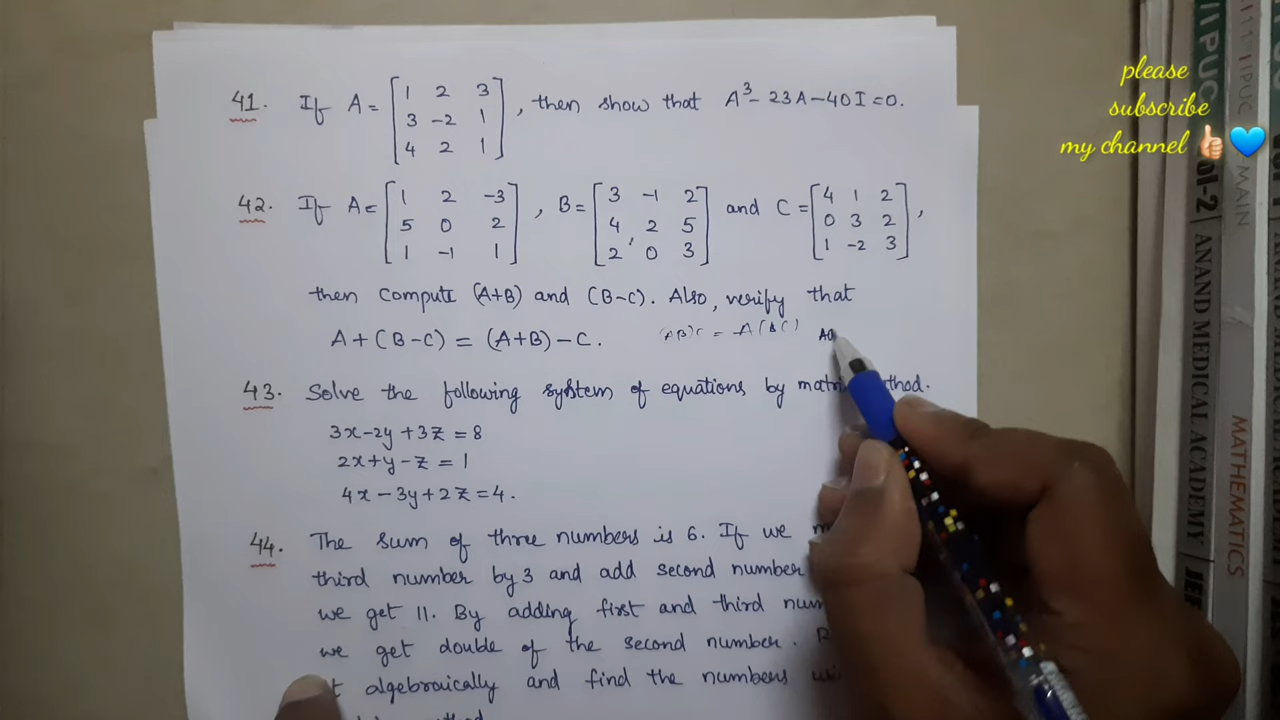 41. If A = [1 2 3
3 -2 1
4 2 1], then show that A³ - 23A - 40I = 0.
42. If A = [1 2 -3
5 0 2
1 -1 1], B = [3 -1 2
4 2 5
2 0 3] and C = [4 1 2
0 3 2
1 -2 3],
then compute (A+B) and (B-C). Also, verify that
A+(B-C) = (A+B)-C.
(AB)C = A(BC)
43. Solve the following system of equations by
3x-2y+3z=8
2x+y-z=1
4x-3y+2z=4.
44. The sum of three numbers is 6. If we
third number by 3 and add second number
we get 11. By adding first and third
we get double of the second number.
algebraically and find the numbers
please
subscribe
my channel 👍🏻💙
PUC
MAIN
ol-2
ANAND MEDICAL ACADEMY
MATHEMATICS